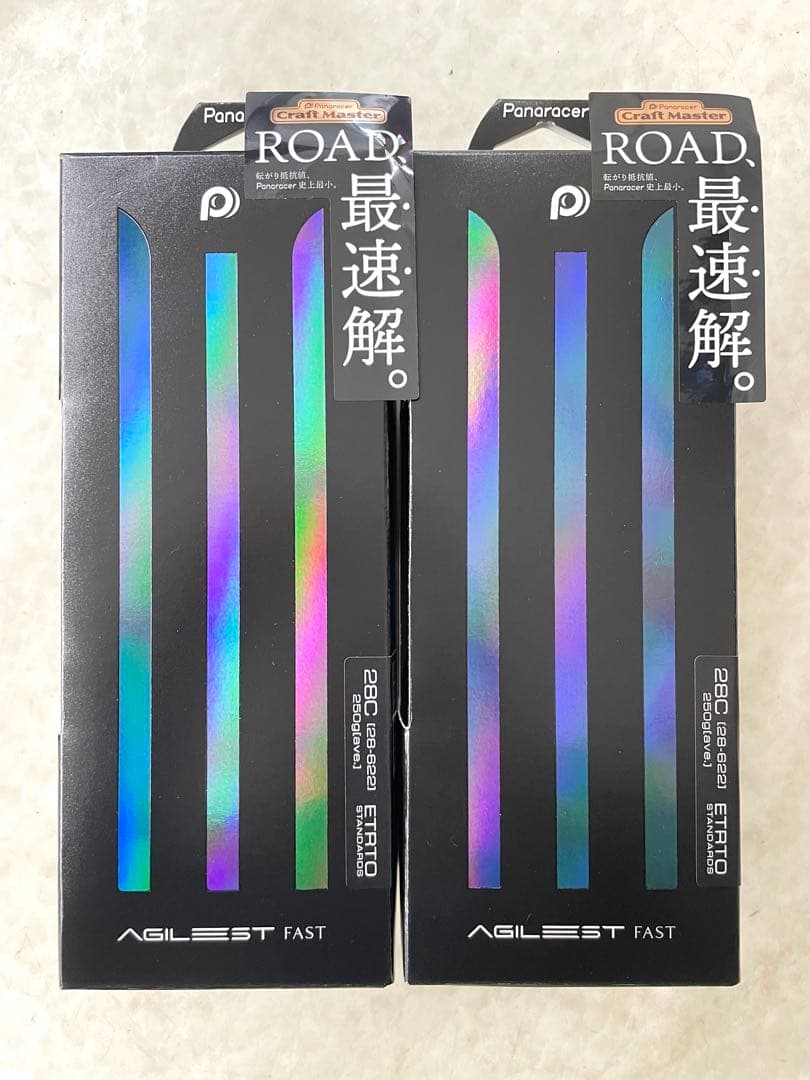 Pana
Panaracer
Craft Master
ROAD、
転がり抵抗値、
Panaracer 史上最小。
最速解。
28C [28-622]
250g[ave.]
ETRTO
STANDARDS
AGILEST FAST
Panaracer
Panaracer
Craft Master
ROAD、
転がり抵抗値、
Panaracer 史上最小。
最速解。
28C [28-622]
250g[ave.]
ETRTO
STANDARDS
AGILEST FAST